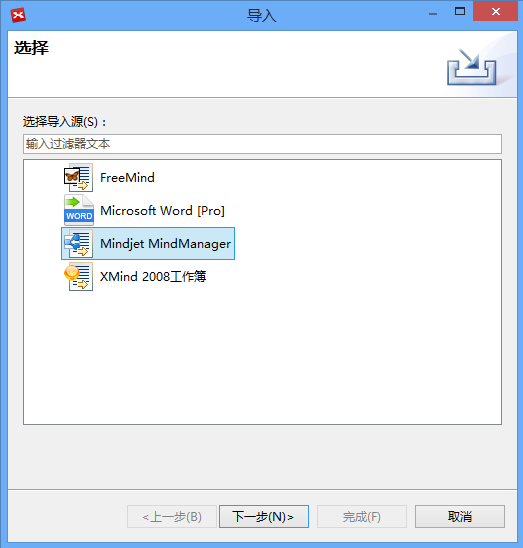 导入
选择
选择导入源(S)：
输入过滤器文本
FreeMind
WORD
Microsoft Word [Pro]
Mindjet MindManager
XMind 2008工作簿
<上一步(B)
下一步(N)>
完成(F)
取消